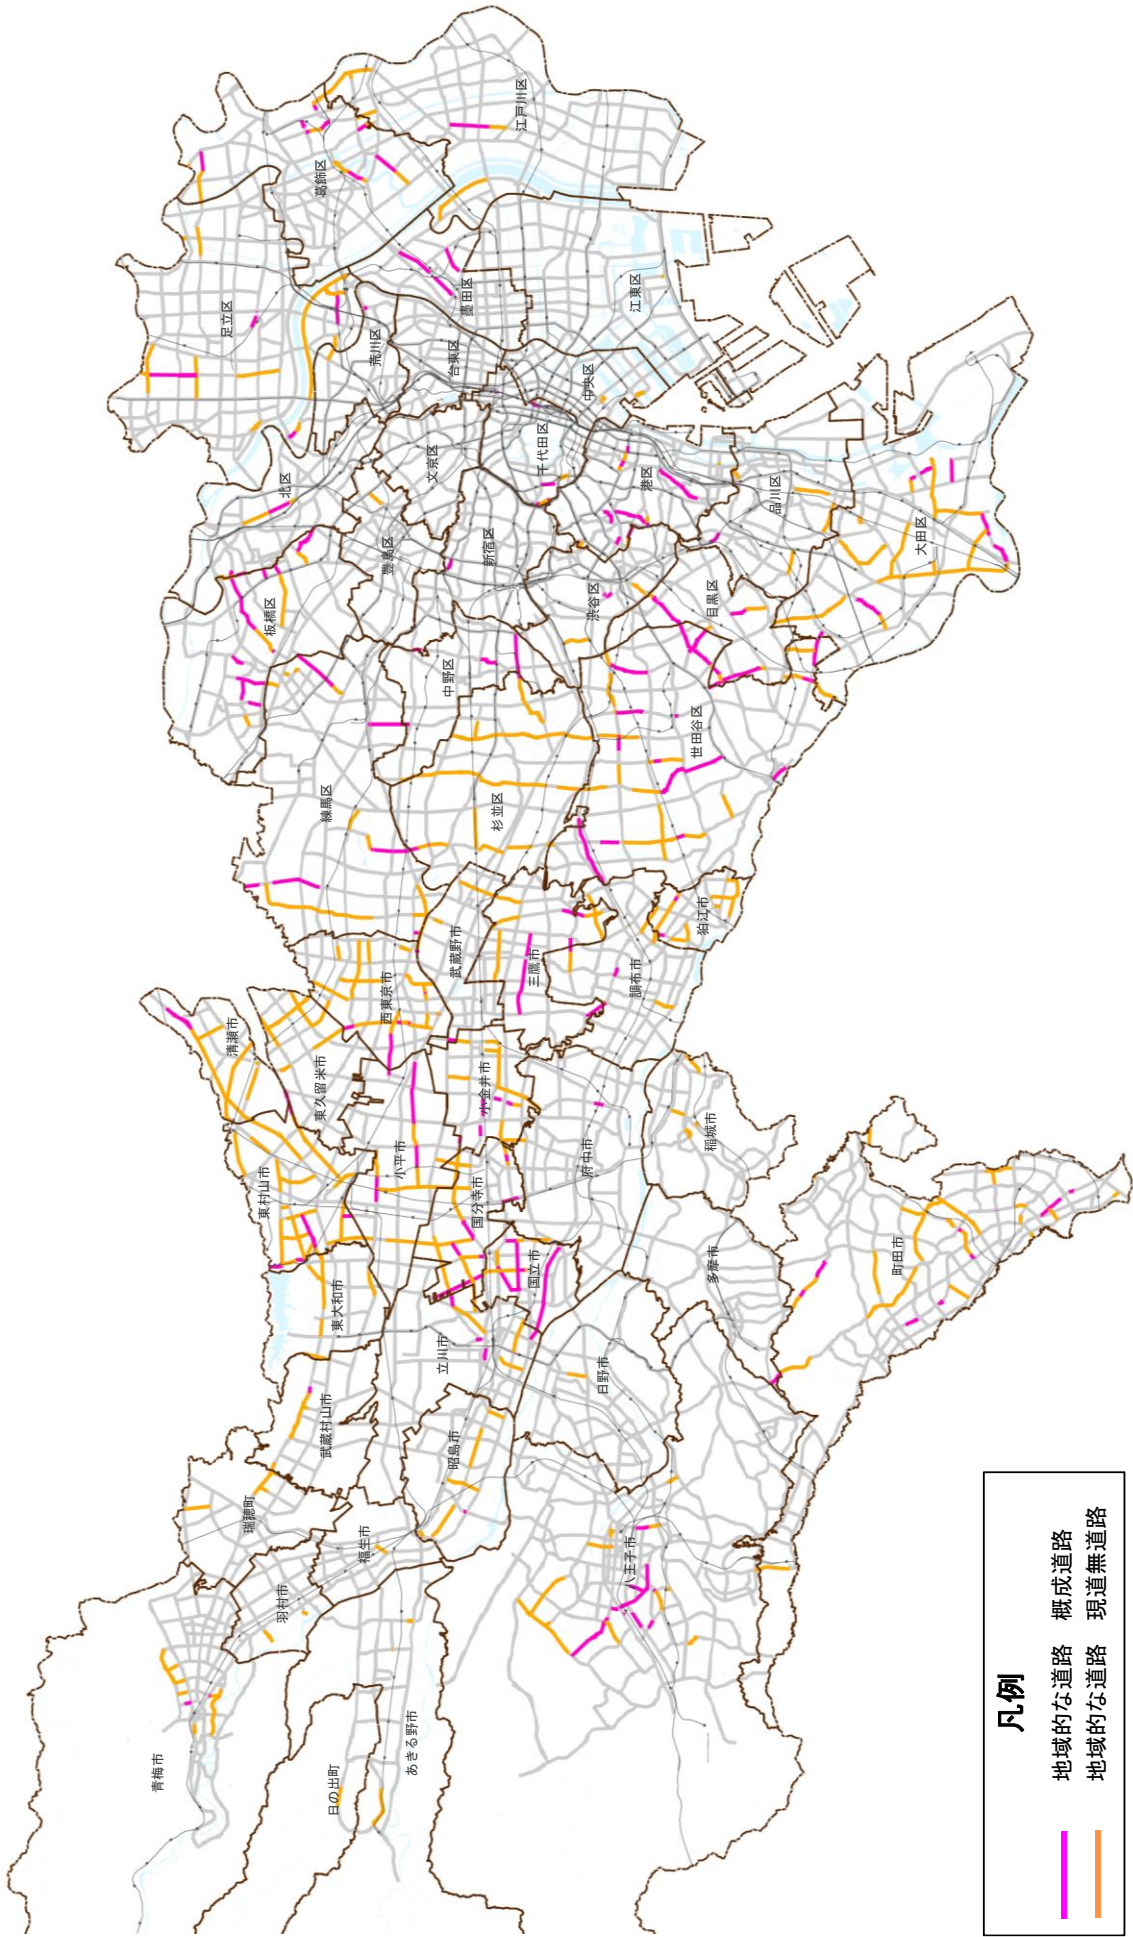 青梅市
日の出町
あきる野市
羽村市
瑞穂町
福生市
武蔵村山市
昭島市
八王子市
東大和市
立川市
日野市
東村山市
小平市
国分寺市
国立市
府中市
多摩市
稲城市
町田市
清瀬市
東久留米市
西東京市
小金井市
武蔵野市
三鷹市
調布市
狛江市
練馬区
杉並区
世田谷区
板橋区
中野区
豊島区
新宿区
渋谷区
目黒区
北区
文京区
千代田区
港区
品川区
大田区
足立区
荒川区
台東区
中央区
葛飾区
墨田区
江東区
江戸川区
凡例
地域的な道路 概成道路
地域的な道路 現道無道路